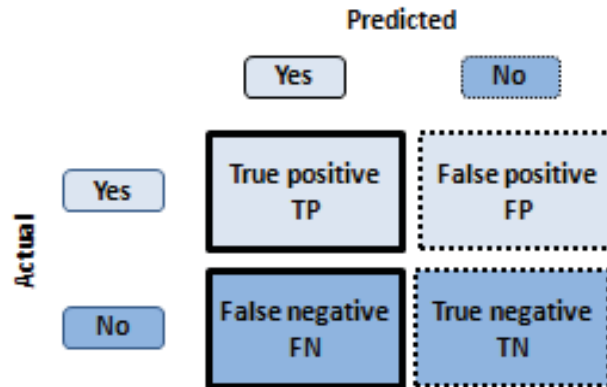 Predicted
Yes
No
Actual
Yes
True positive
TP
False positive
FP
No
False negative
FN
True negative
TN